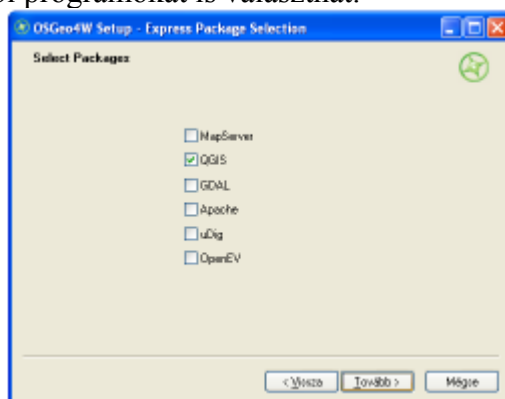 programokat is választhat.
OSGeo4W Setup - Express Package Selection
Select Packages
MapServer
QGIS
GDAL
Apache
uDig
OpenEV
< Vissza Tovább > Mégse